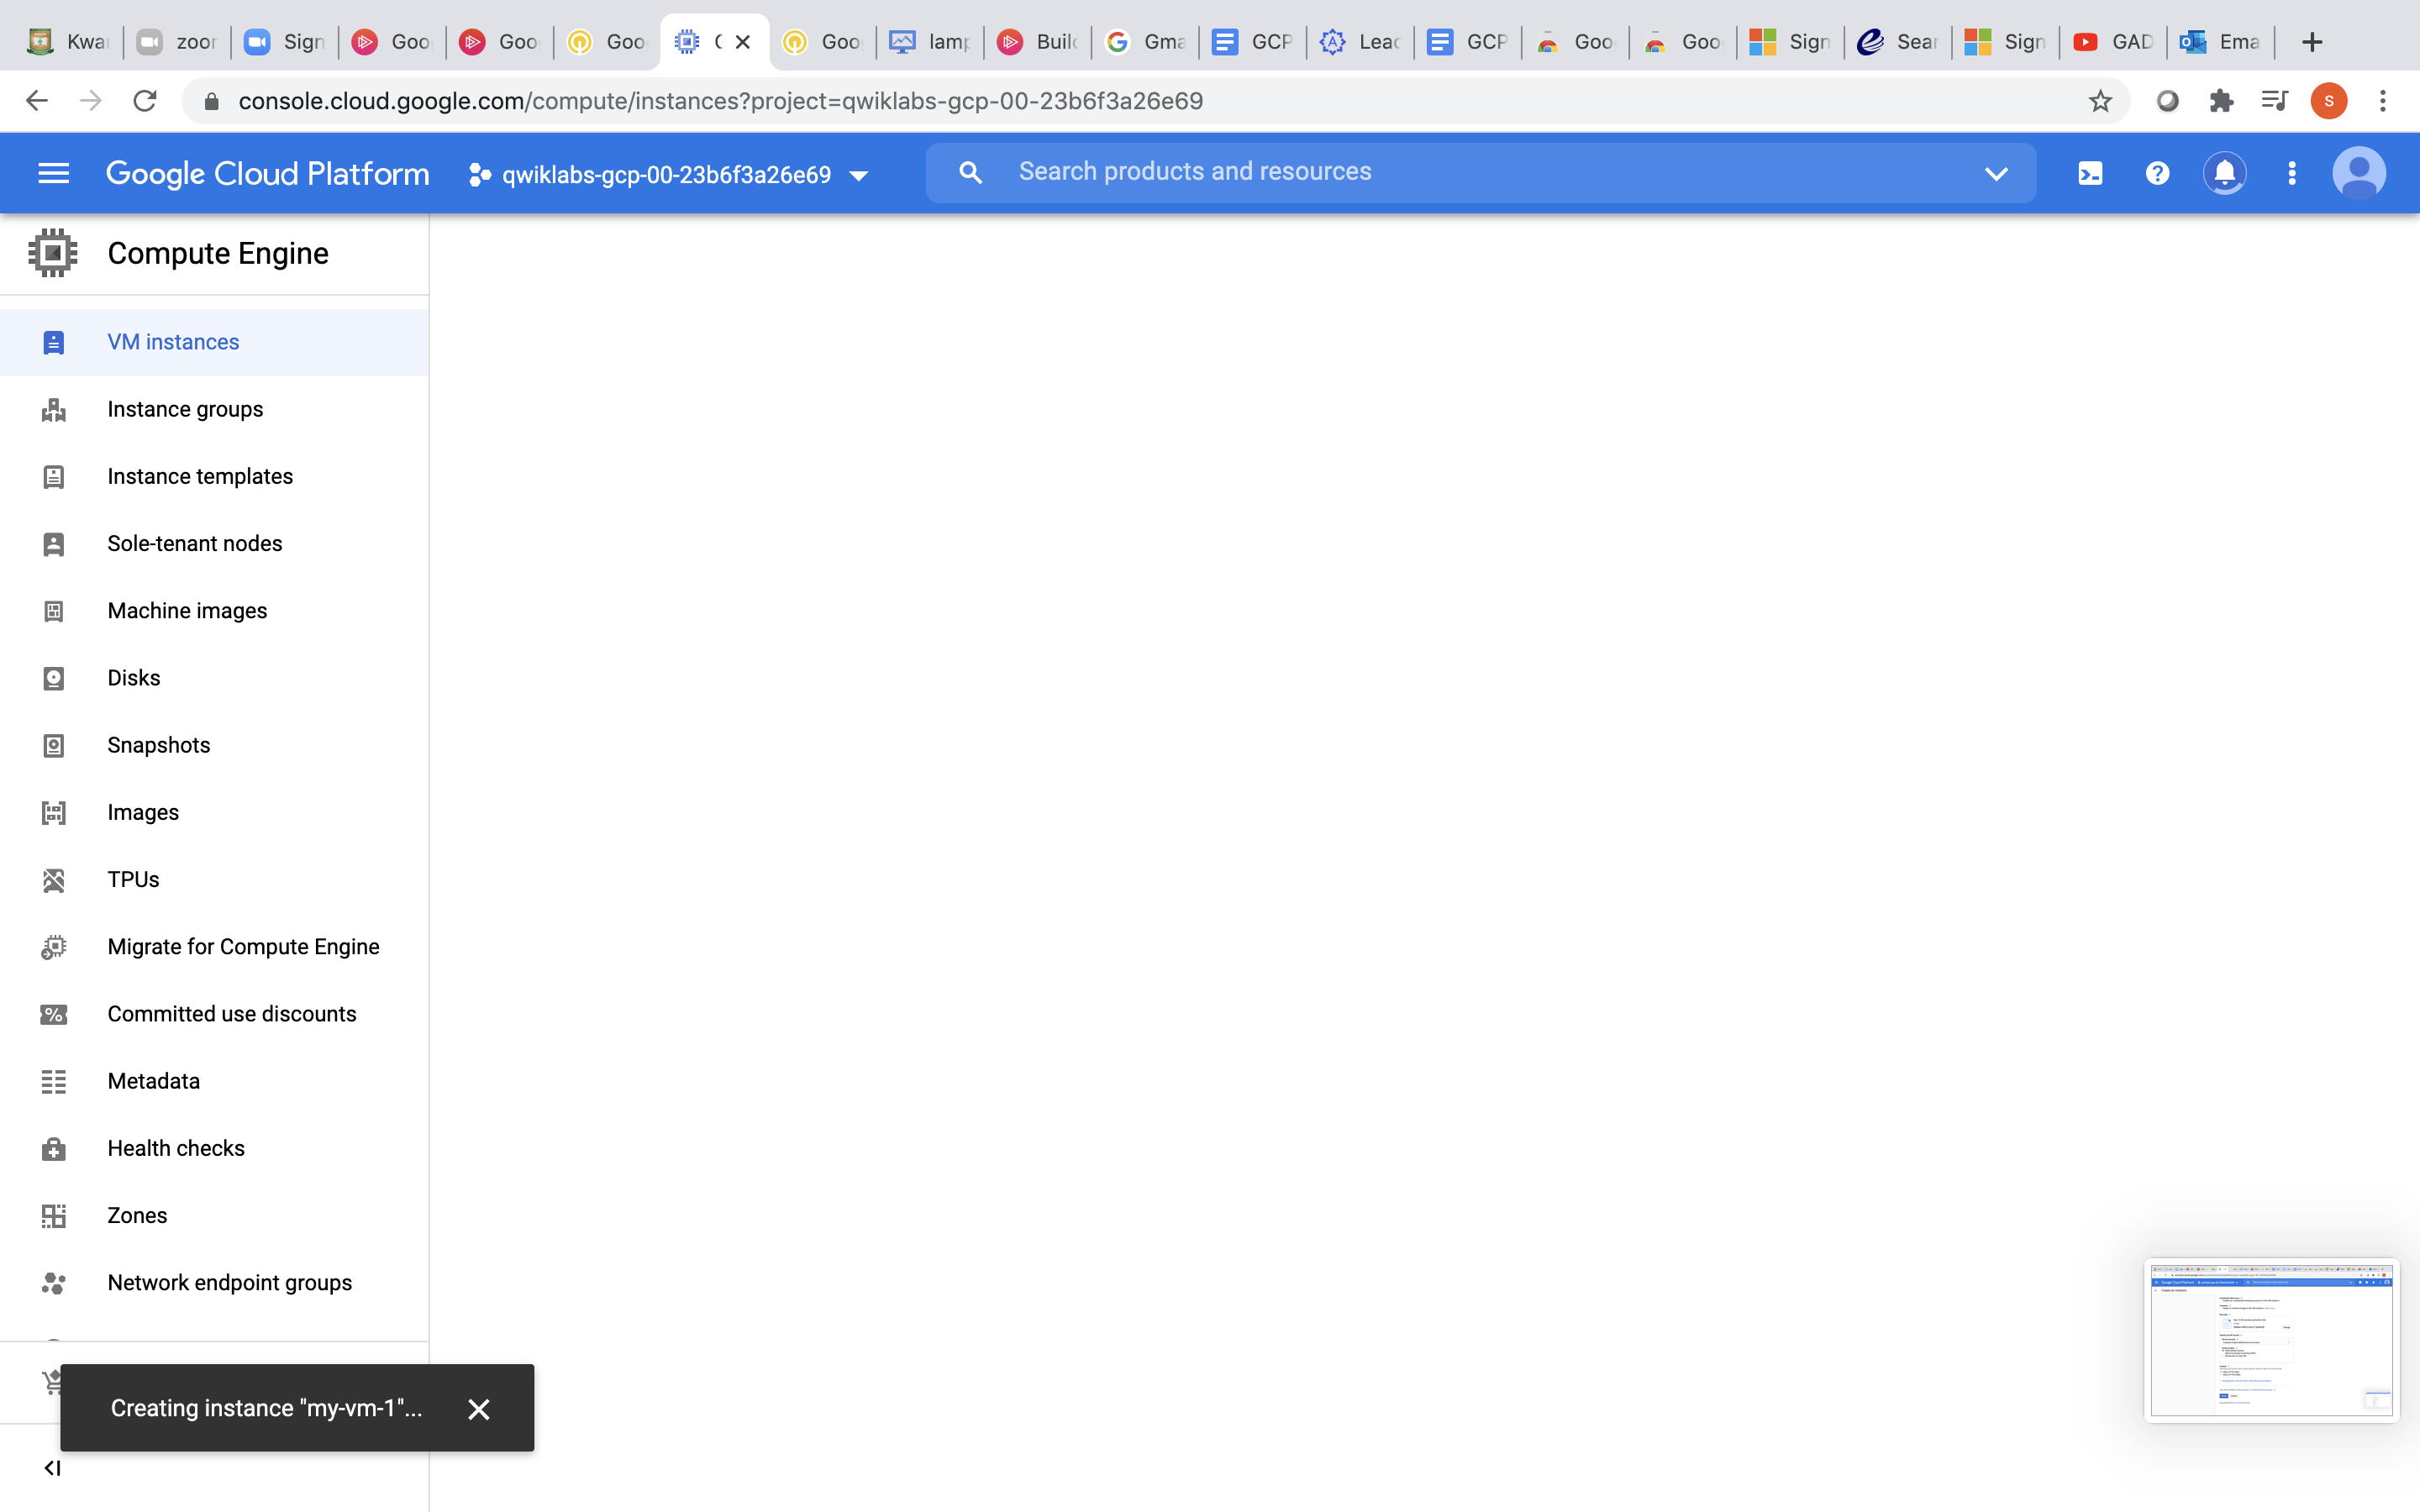 Kwa
zoor
Sign
Goo
Goo
Goo
Goo
lamp
Buil
Gma
GCP
Lead
GCP
Goo
Goo
Sign
Sear
Sign
GAD
Ema
console.cloud.google.com/compute/instances?project=qwiklabs-gcp-00-23b6f3a26e69
S
Google Cloud Platform
qwiklabs-gcp-00-23b6f3a26e69
Search products and resources
Compute Engine
VM instances
Instance groups
Instance templates
Sole-tenant nodes
Machine images
Disks
Snapshots
Images
TPUs
Migrate for Compute Engine
Committed use discounts
Metadata
Health checks
Zones
Network endpoint groups
Creating instance "my-vm-1"...